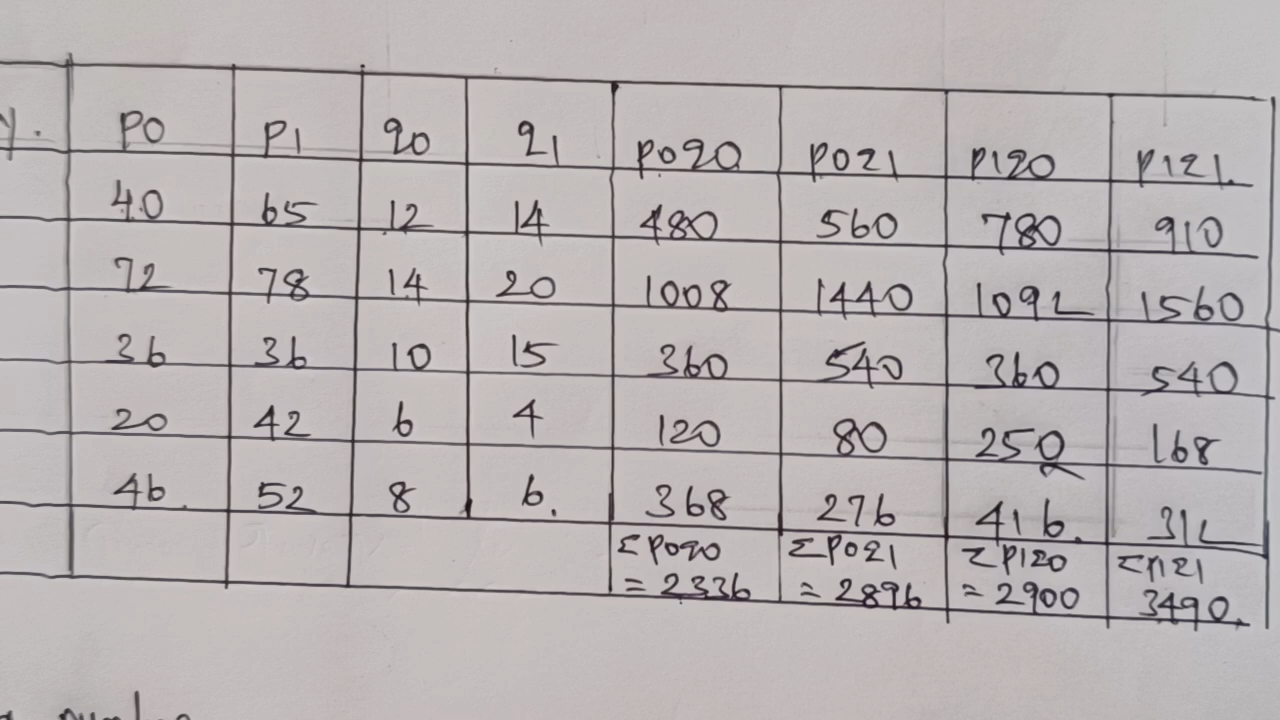 y. P0 P1 q0 q1 P0q0 P0q1 P1q0 P1q1.
40 65 12 14 480 560 780 910
72 78 14 20 1008 1440 1092 1560
36 36 10 15 360 540 360 540
20 42 6 4 120 80 250 168
46. 52 8 6. 368 276 416. 312
ΣP0q0 ΣP0q1 ΣP1q0 ΣP1q1
= 2336 = 2896 = 2900 3490.